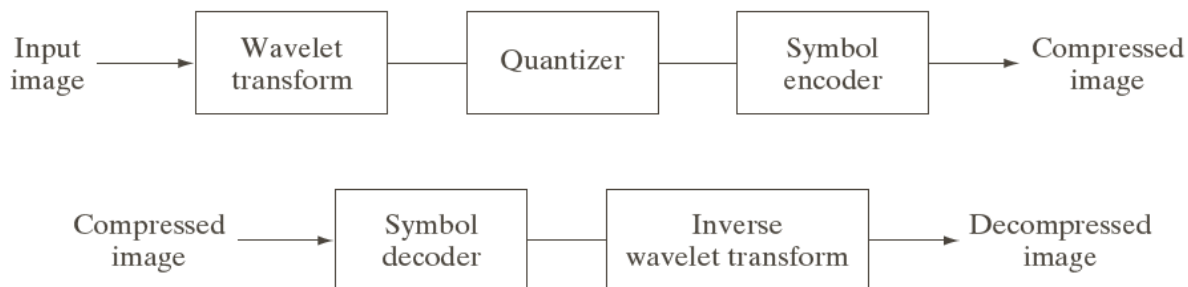 Input
image
Wavelet
transform
Quantizer
Symbol
encoder
Compressed
image
Compressed
image
Symbol
decoder
Inverse
wavelet transform
Decompressed
image